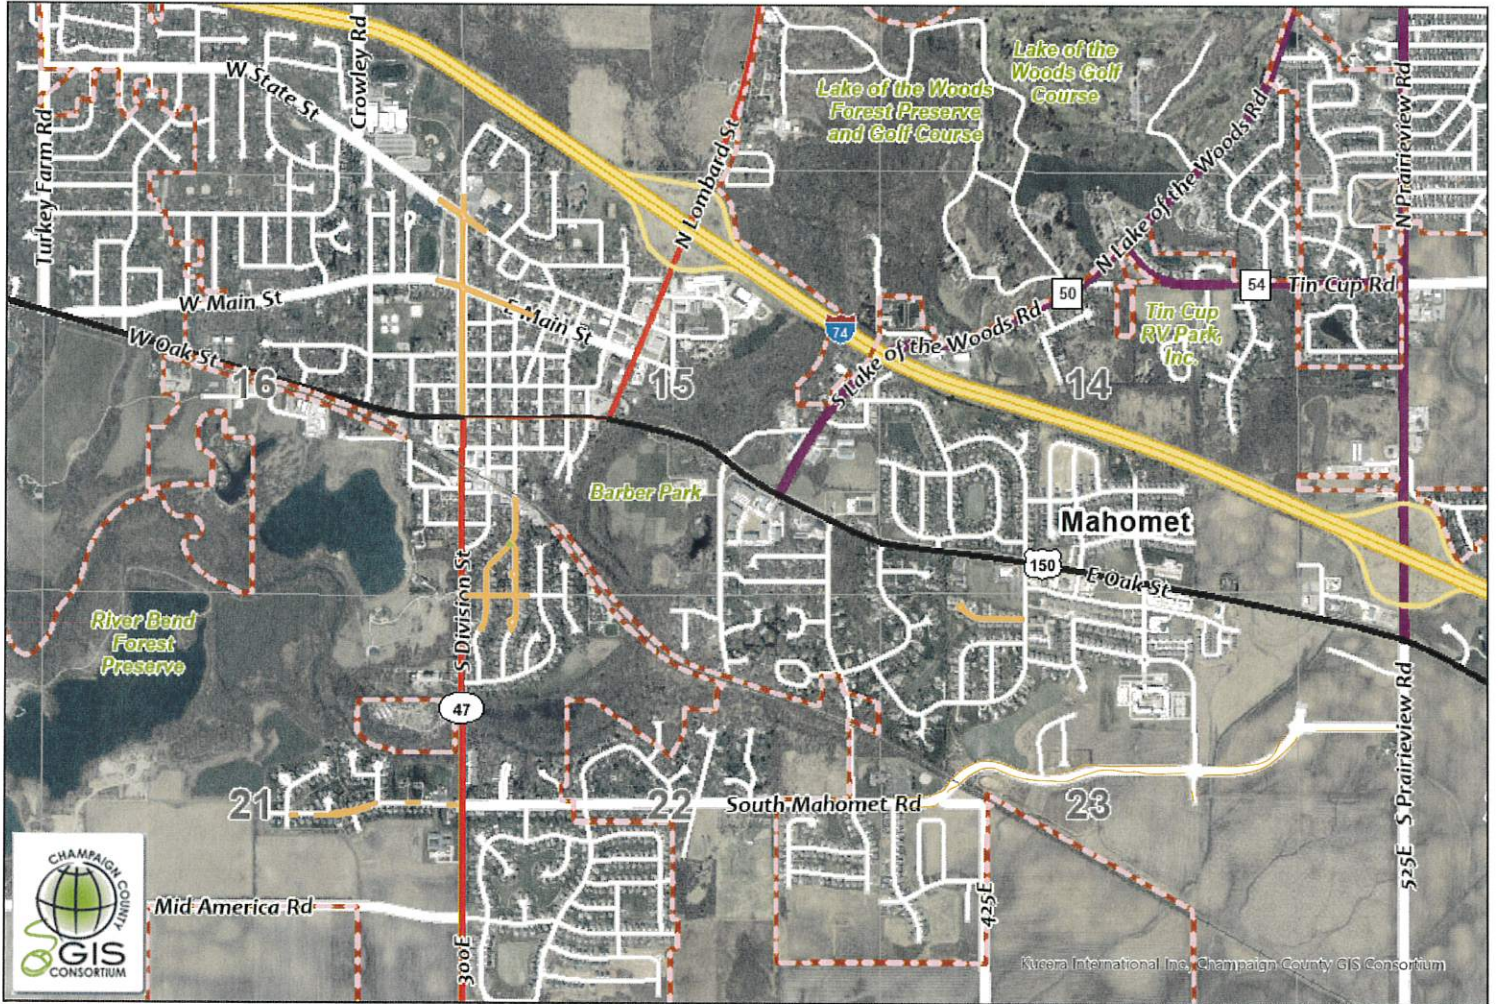 Crowley Rd
W State St
Turkey Farm Rd
N Lombard St
Lake of the Woods
Forest Preserve
and Golf Course
Lake of the
Woods Golf
Course
N Lake of the Woods Rd
N Prairieview Rd
W Main St
E Main St
W Oak St
16
15
74
S Lake of the Woods Rd
50
54
Tin Cup Rd
Tin Cup
RV Park,
Inc.
14
Barber Park
Mahomet
150
E Oak St
River Bend
Forest
Preserve
S Division St
47
21
22
South Mahomet Rd
23
S Prairieview Rd
525E
425E
300E
Mid America Rd
CHAMPAIGN COUNTY
GIS
CONSORTIUM
Kucera International Inc., Champaign County GIS Consortium